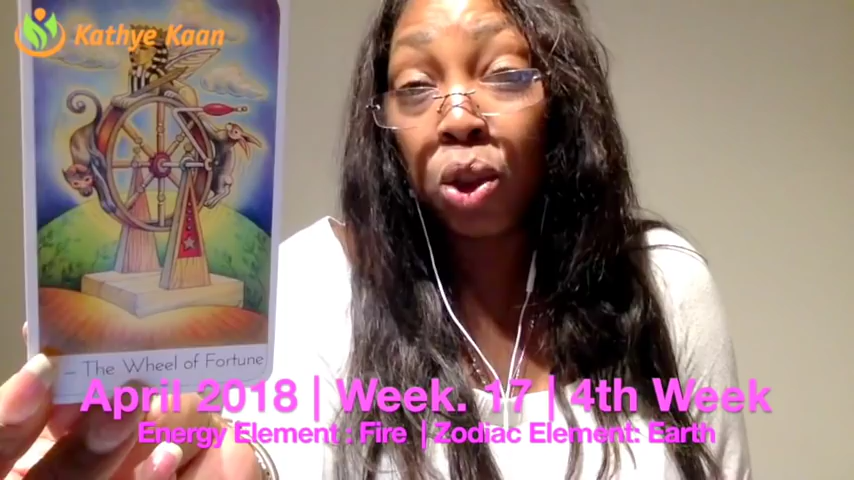 Kathye Kaan
– The Wheel of Fortune
April 2018 | Week. 17 | 4th Week
Energy Element : Fire | Zodiac Element: Earth